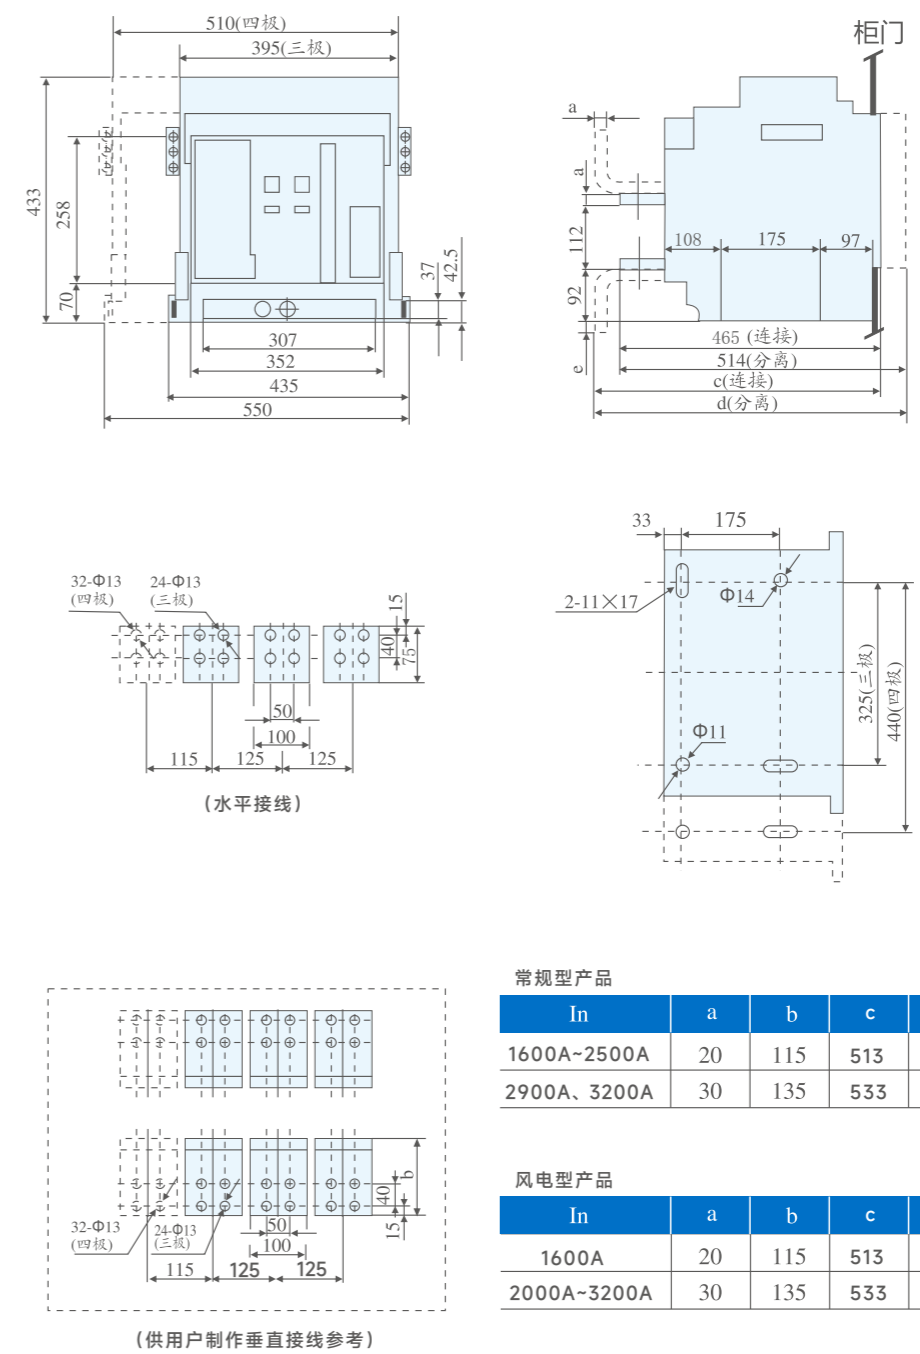 510(四极)
395(三极)
433
258
70
37
42.5
307
352
435
550
柜门
a
a
112
92
e
108
175
97
465 (连接)
514(分离)
c(连接)
d(分离)
32-Φ13
(四极)
24-Φ13
(三极)
15
40
75
50
100
115
125
125
(水平接线)
33
175
2-11×17
Φ14
Φ11
325(三极)
440(四极)
32-Φ13
(四极)
24-Φ13
(三极)
b
40
15
50
100
115
125
125
(供用户制作垂直接线参考)
常规型产品
In a b c
1600A~2500A 20 115 513
2900A、3200A 30 135 533
风电型产品
In a b c
1600A 20 115 513
2000A~3200A 30 135 533